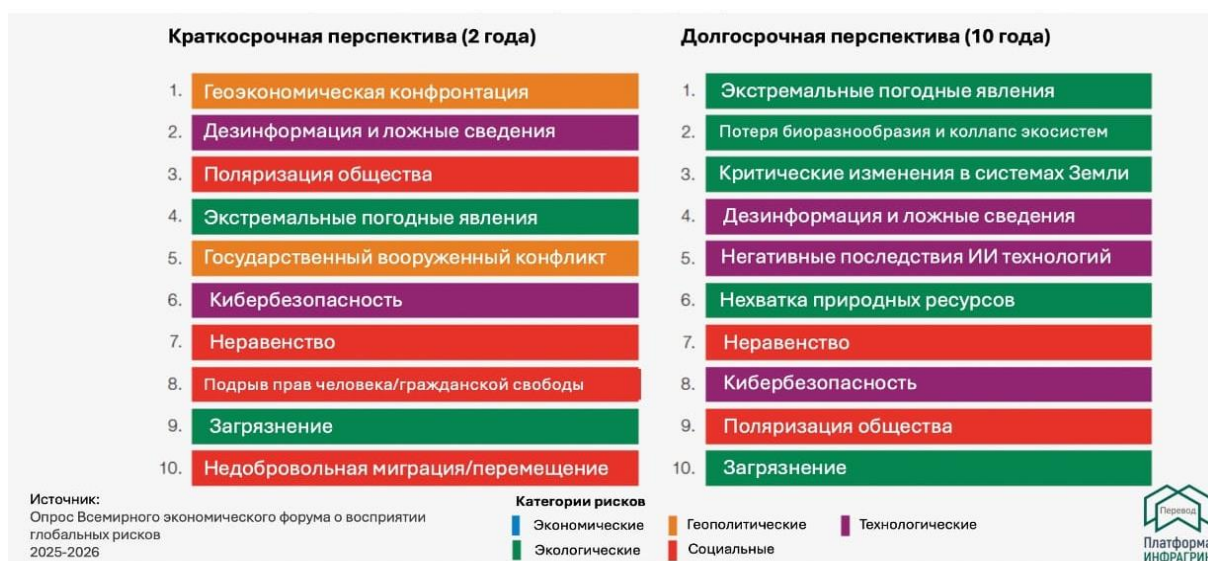 Краткосрочная перспектива (2 года)
1. Геоэкономическая конфронтация
2. Дезинформация и ложные сведения
3. Поляризация общества
4. Экстремальные погодные явления
5. Государственный вооруженный конфликт
6. Кибербезопасность
7. Неравенство
8. Подрыв прав человека/гражданской свободы
9. Загрязнение
10. Недобровольная миграция/перемещение
Долгосрочная перспектива (10 года)
1. Экстремальные погодные явления
2. Потеря биоразнообразия и коллапс экосистем
3. Критические изменения в системах Земли
4. Дезинформация и ложные сведения
5. Негативные последствия ИИ технологий
6. Нехватка природных ресурсов
7. Неравенство
8. Кибербезопасность
9. Поляризация общества
10. Загрязнение
Источник:
Опрос Всемирного экономического форума о восприятии
глобальных рисков
2025-2026
Категории рисков
Экономические
Геополитические
Технологические
Экологические
Социальные
Перевод
Платформа
ИНФРАГРИН